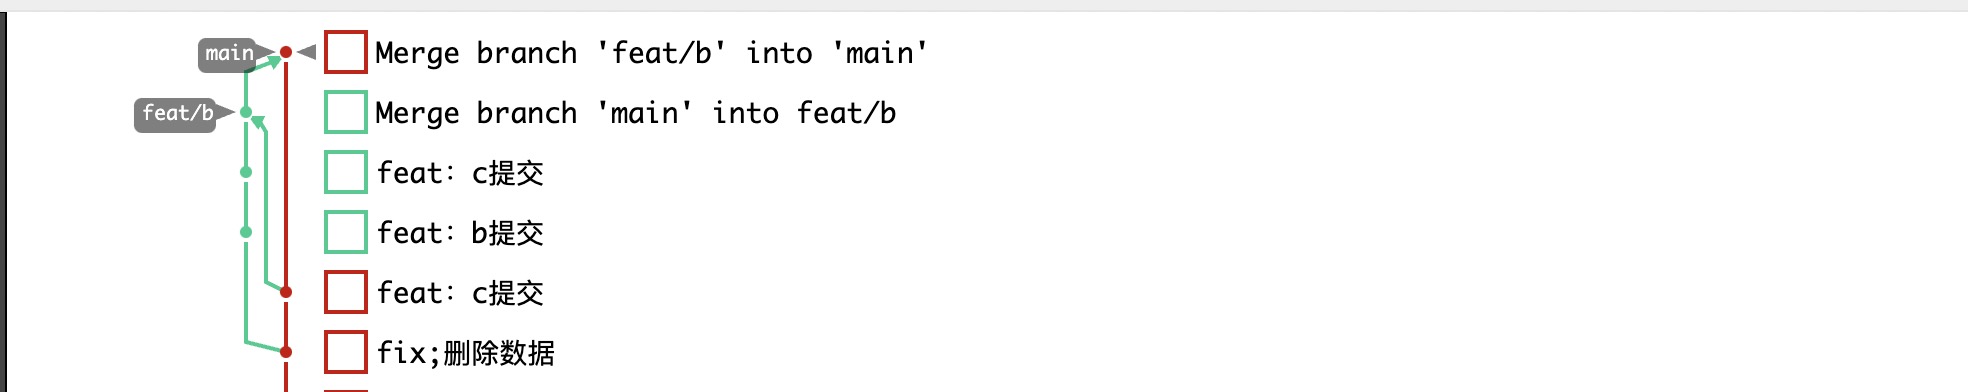 main Merge branch 'feat/b' into 'main'
feat/b Merge branch 'main' into feat/b
feat: c提交
feat: b提交
feat: c提交
fix;删除数据